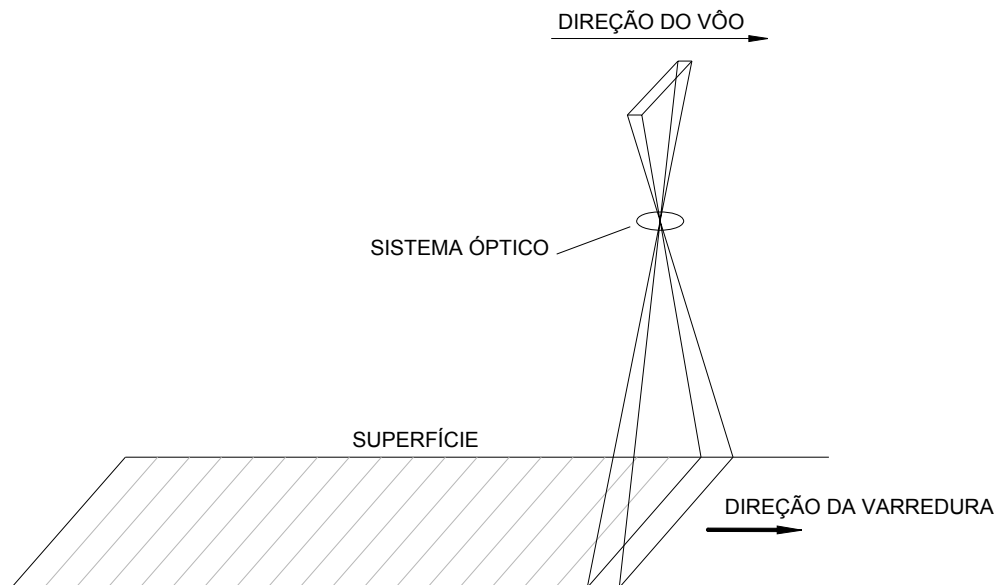 DIREÇÃO DO VÔO
SISTEMA ÓPTICO
SUPERFÍCIE
DIREÇÃO DA VARREDURA